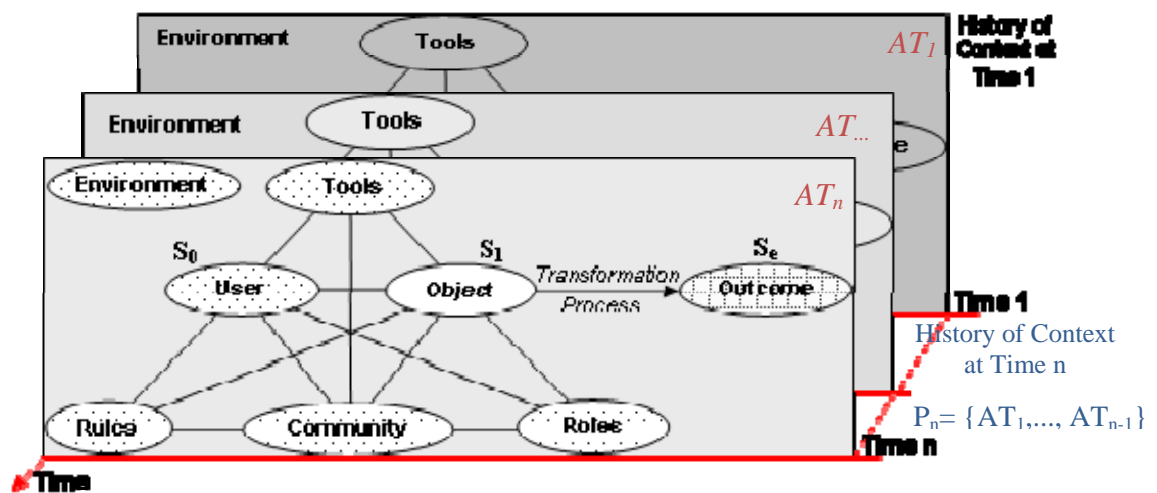 Environment
Tools
AT1
History of
Context at
Time 1
Environment
Tools
AT...
e
Environment
Tools
ATn
S0
S1
Se
User
Object
Transformation
Process
Outcome
Time 1
History of Context
at Time n
Rules
Community
Roles
Pn= {AT1,..., ATn-1}
Time n
Time